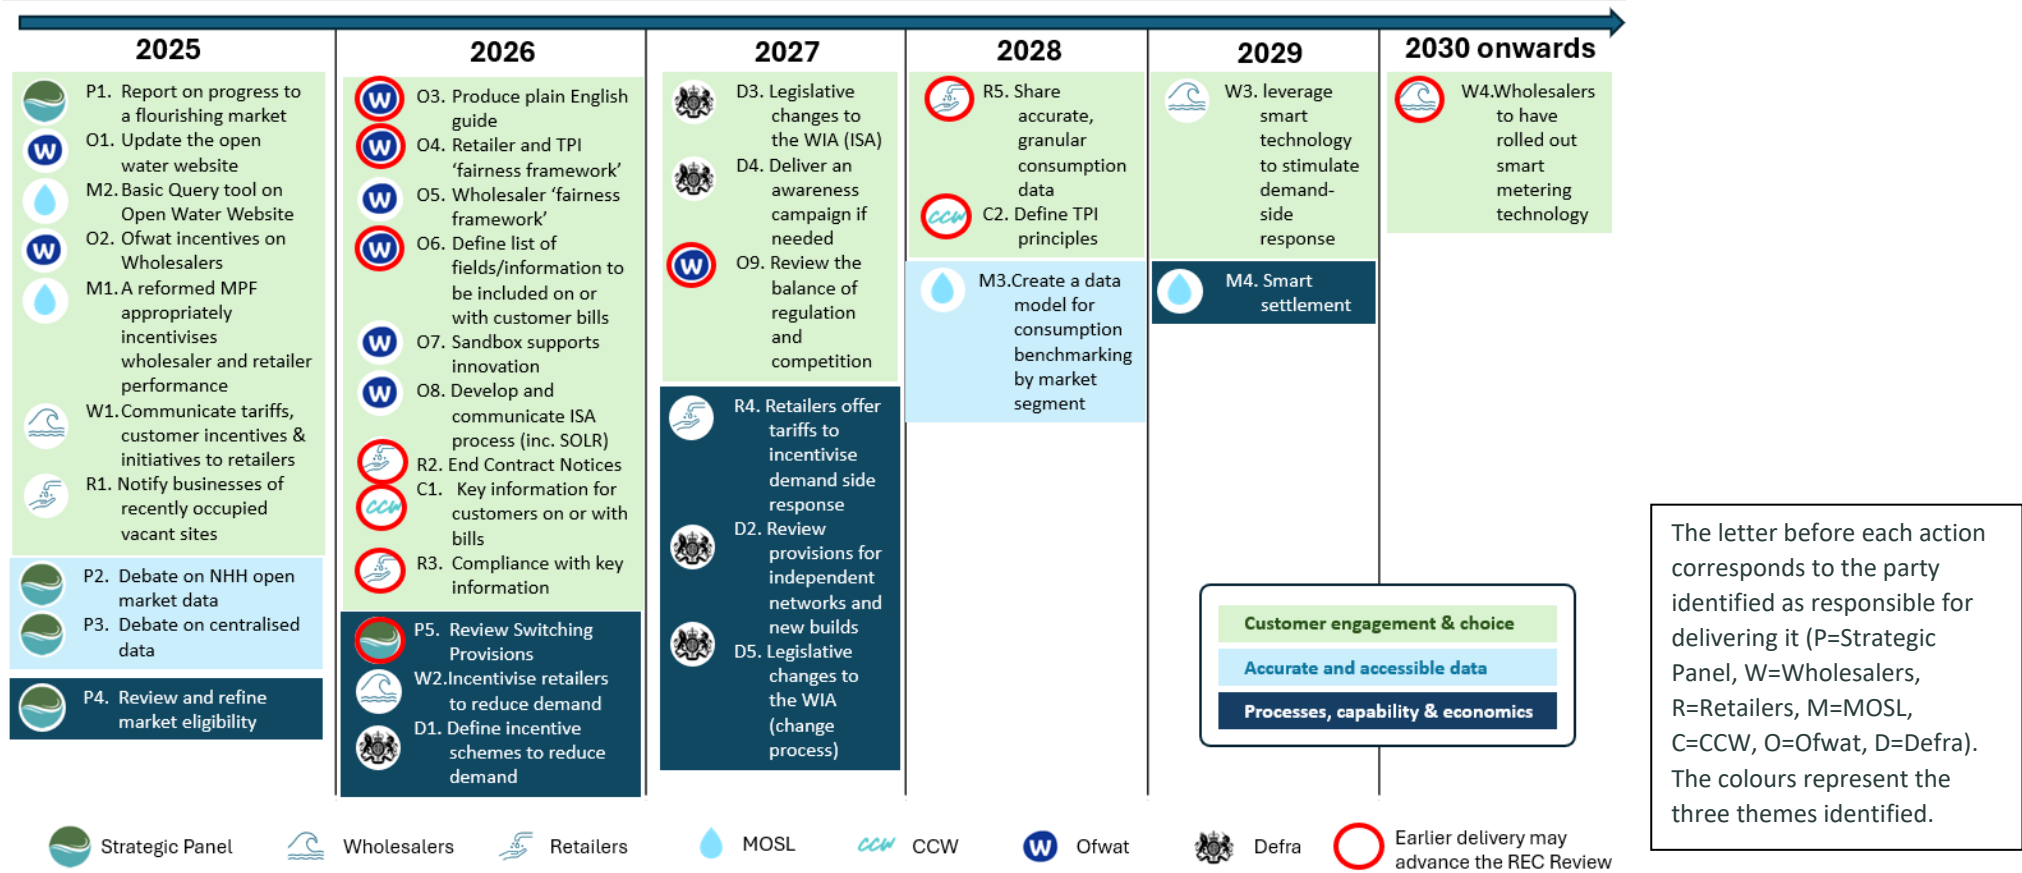 2025
P1. Report on progress to
a flourishing market
O1. Update the open
water website
M2. Basic Query tool on
Open Water Website
O2. Ofwat incentives on
Wholesalers
M1. A reformed MPF
appropriately
incentivises
wholesaler and retailer
performance
W1. Communicate tariffs,
customer incentives &
initiatives to retailers
R1. Notify businesses of
recently occupied
vacant sites
P2. Debate on NHH open
market data
P3. Debate on centralised
data
P4. Review and refine
market eligibility
2026
O3. Produce plain English
guide
O4. Retailer and TPI
‘fairness framework’
O5. Wholesaler ‘fairness
framework’
O6. Define list of
fields/information to
be included on or
with customer bills
O7. Sandbox supports
innovation
O8. Develop and
communicate ISA
process (inc. SOLR)
R2. End Contract Notices
C1. Key information for
customers on or with
bills
R3. Compliance with key
information
P5. Review Switching
Provisions
W2.Incentivise retailers
to reduce demand
D1. Define incentive
schemes to reduce
demand
2027
D3. Legislative
changes to
the WIA (ISA)
D4. Deliver an
awareness
campaign if
needed
O9. Review the
balance of
regulation
and
competition
R4. Retailers offer
tariffs to
incentivise
demand side
response
D2. Review
provisions for
independent
networks and
new builds
D5. Legislative
changes to
the WIA
(change
process)
2028
R5. Share
accurate,
granular
consumption
data
C2. Define TPI
principles
M3.Create a data
model for
consumption
benchmarking
by market
segment
2029
W3. leverage
smart
technology
to stimulate
demand-
side
response
M4. Smart
settlement
2030 onwards
W4.Wholesalers
to have
rolled out
smart
metering
technology
Customer engagement & choice
Accurate and accessible data
Processes, capability & economics
The letter before each action
corresponds to the party
identified as responsible for
delivering it (P=Strategic
Panel, W=Wholesalers,
R=Retailers, M=MOSL,
C=CCW, O=Ofwat, D=Defra).
The colours represent the
three themes identified.
Strategic Panel
Wholesalers
Retailers
MOSL
ccw CCW
W Ofwat
Defra
Earlier delivery may
advance the REC Review